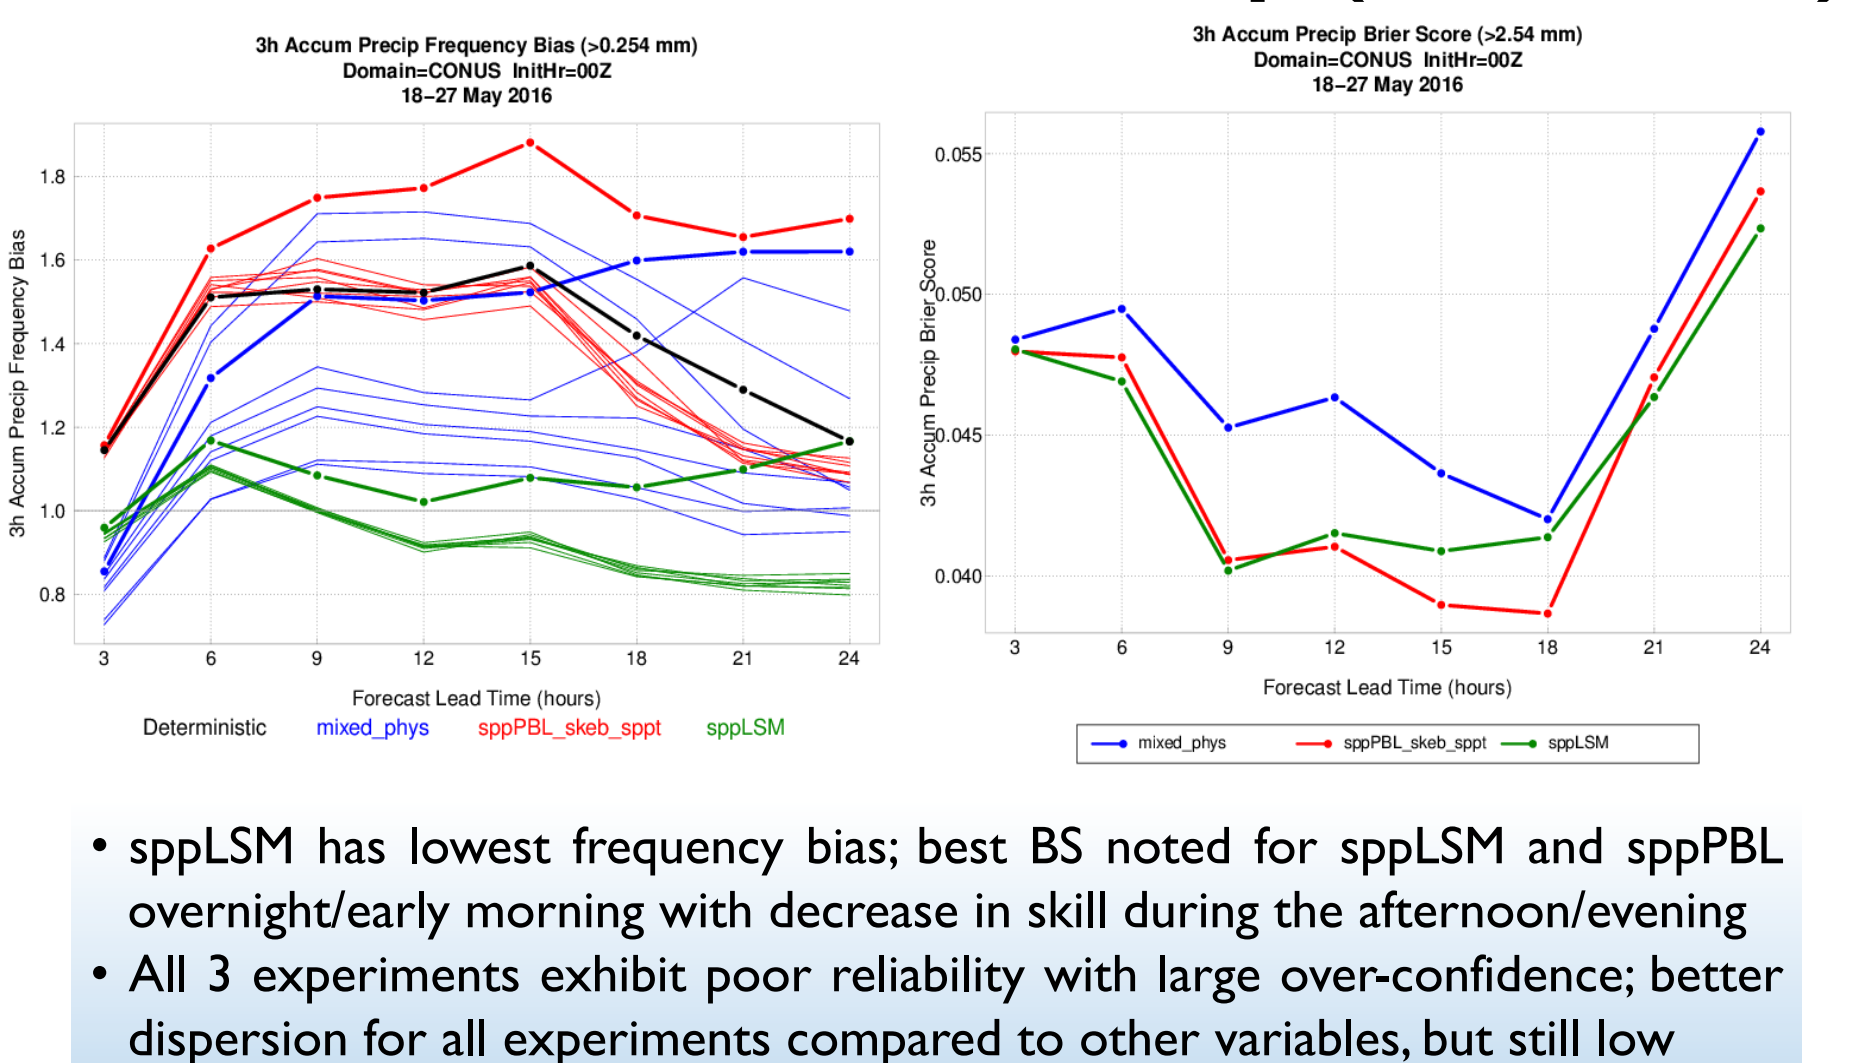 3h Accum Precip Frequency Bias (>0.254 mm)
Domain=CONUS InitHr=00Z
18−27 May 2016
3h Accum Precip Frequency Bias
1.8
1.6
1.4
1.2
1.0
0.8
3 6 9 12 15 18 21 24
Forecast Lead Time (hours)
Deterministic mixed_phys sppPBL_skeb_sppt sppLSM
3h Accum Precip Brier Score (>2.54 mm)
Domain=CONUS InitHr=00Z
18−27 May 2016
3h Accum Precip Brier Score
0.055
0.050
0.045
0.040
3 6 9 12 15 18 21 24
Forecast Lead Time (hours)
mixed_phys sppPBL_skeb_sppt sppLSM
• sppLSM has lowest frequency bias; best BS noted for sppLSM and sppPBL
overnight/early morning with decrease in skill during the afternoon/evening
• All 3 experiments exhibit poor reliability with large over-confidence; better
dispersion for all experiments compared to other variables, but still low